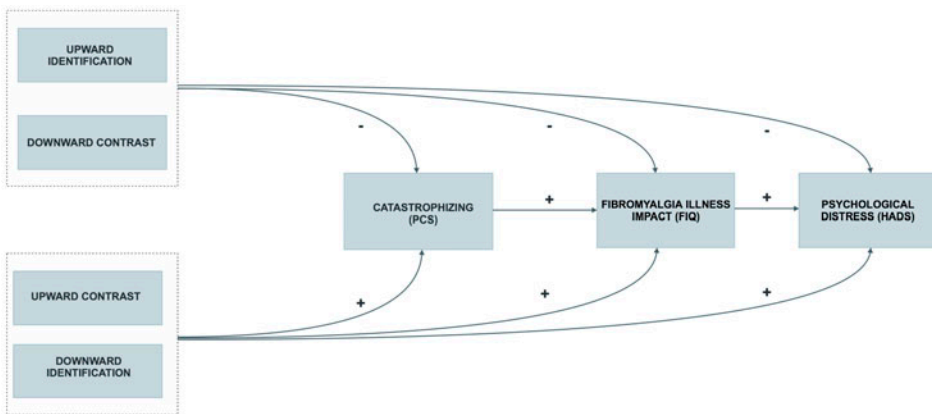 UPWARD
IDENTIFICATION
DOWNWARD CONTRAST
-
-
-
CATASTROPHIZING
(PCS)
+
FIBROMYALGIA ILLNESS
IMPACT (FIQ)
+
PSYCHOLOGICAL
DISTRESS (HADS)
UPWARD CONTRAST
+
+
+
DOWNWARD
IDENTIFICATION